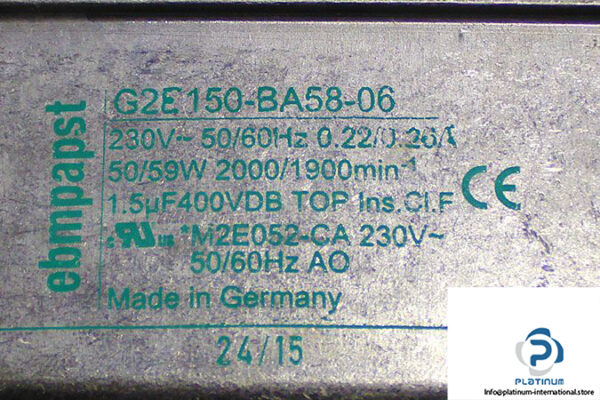 ebmpapst
G2E150-BA58-06
230V~ 50/60Hz 0.22/0.26A
50/59W 2000/1900min-1
1.5µF400VDB TOP Ins.Cl.F
CE
*M2E052-CA 230V~
50/60Hz AO
Made in Germany
24/15
PLATINUM
Info@platinum-international.store